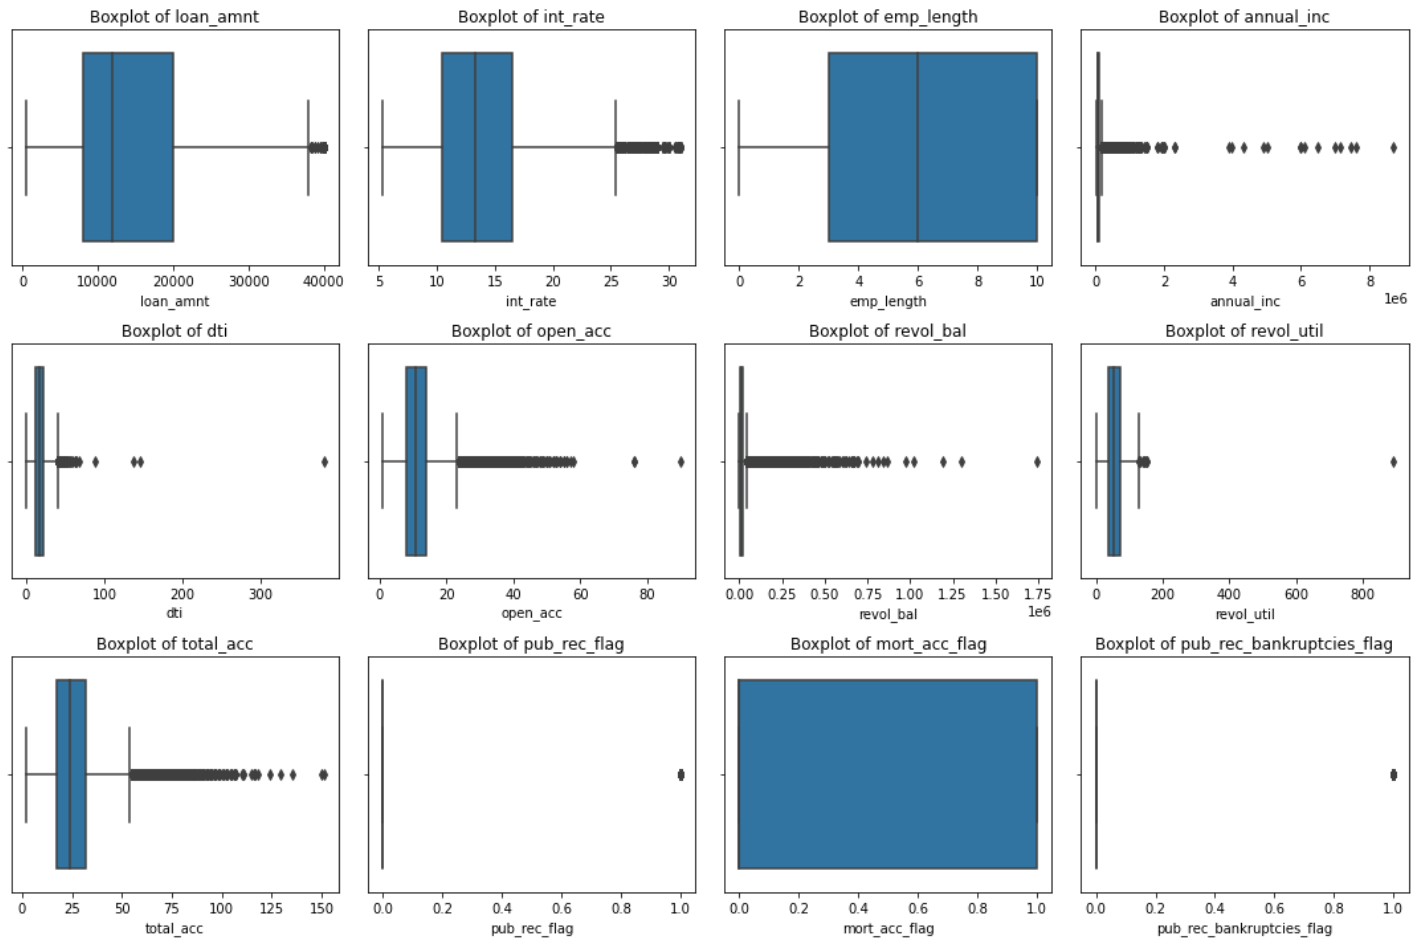 Boxplot of loan_amnt
Boxplot of int_rate
Boxplot of emp_length
Boxplot of annual_inc
0 10000 20000 30000 40000
5 10 15 20 25 30
0 2 4 6 8 10
0 2 4 6 8
1e6
loan_amnt
int_rate
emp_length
annual_inc
Boxplot of dti
Boxplot of open_acc
Boxplot of revol_bal
Boxplot of revol_util
0 100 200 300
0 20 40 60 80
0.00 0.25 0.50 0.75 1.00 1.25 1.50 1.75
1e6
0 200 400 600 800
dti
open_acc
revol_bal
revol_util
Boxplot of total_acc
Boxplot of pub_rec_flag
Boxplot of mort_acc_flag
Boxplot of pub_rec_bankruptcies_flag
0 25 50 75 100 125 150
0.0 0.2 0.4 0.6 0.8 1.0
0.0 0.2 0.4 0.6 0.8 1.0
0.0 0.2 0.4 0.6 0.8 1.0
total_acc
pub_rec_flag
mort_acc_flag
pub_rec_bankruptcies_flag